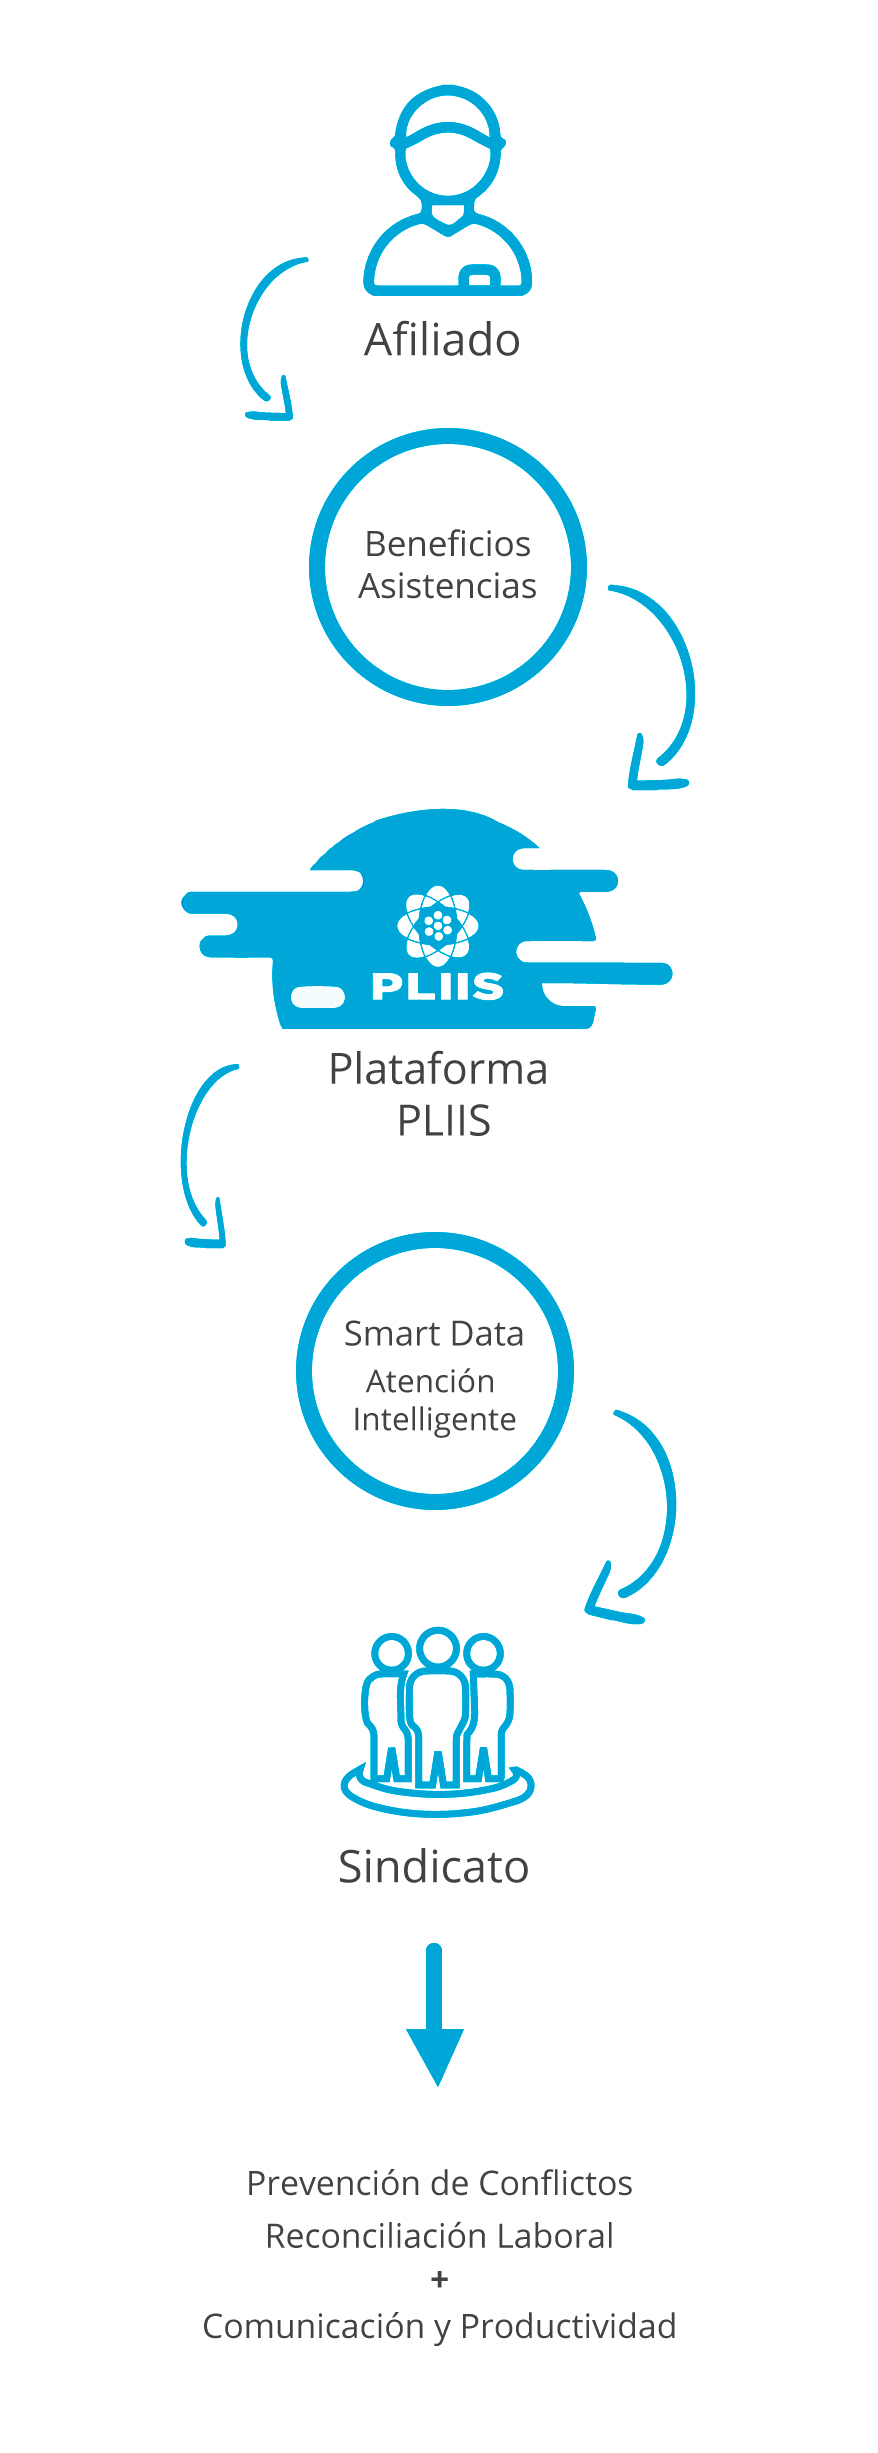 Afiliado
Beneficios
Asistencias
PLIIS
Plataforma
PLIIS
Smart Data
Atención
Intelligente
Sindicato
Prevención de Conflictos
Reconciliación Laboral
+
Comunicación y Productividad